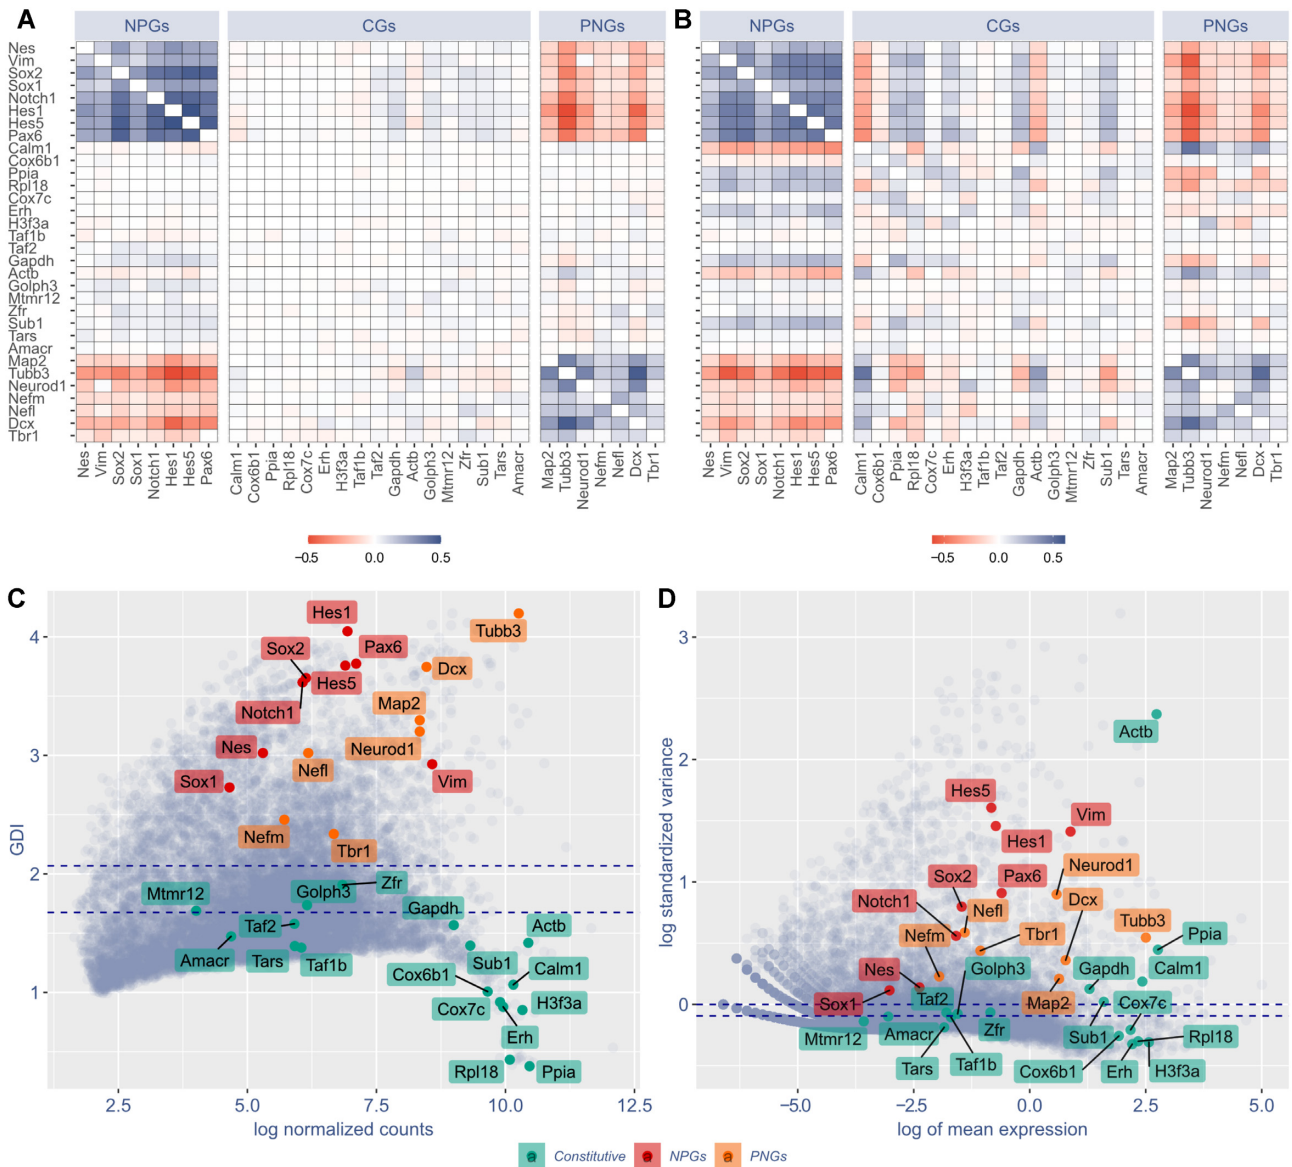 A
NPGs
CGs
PNGs
B
NPGs
CGs
PNGs
Nes
Vim
Sox2
Sox1
Notch1
Hes1
Hes5
Pax6
Calm1
Cox6b1
Ppia
Rpl18
Cox7c
Erh
H3f3a
Taf1b
Taf2
Gapdh
Actb
Golph3
Mtmr12
Zfr
Sub1
Tars
Amacr
Map2
Tubb3
Neurod1
Nefm
Nefl
Dcx
Tbr1
Nes
Vim
Sox2
Sox1
Notch1
Hes1
Hes5
Pax6
Calm1
Cox6b1
Ppia
Rpl18
Cox7c
Erh
H3f3a
Taf1b
Taf2
Gapdh
Actb
Golph3
Mtmr12
Zfr
Sub1
Tars
Amacr
Map2
Tubb3
Neurod1
Nefm
Nefl
Dcx
Tbr1
Nes
Vim
Sox2
Sox1
Notch1
Hes1
Hes5
Pax6
Calm1
Cox6b1
Ppia
Rpl18
Cox7c
Erh
H3f3a
Taf1b
Taf2
Gapdh
Actb
Golph3
Mtmr12
Zfr
Sub1
Tars
Amacr
Map2
Tubb3
Neurod1
Nefm
Nefl
Dcx
Tbr1
−0.5 0.0 0.5
−0.5 0.0 0.5
C
GDI
4
3
2
1
Hes1
Tubb3
Sox2
Pax6
Hes5
Dcx
Notch1
Map2
Nes
Neurod1
Nefl
Sox1
Vim
Nefm
Tbr1
Mtmr12
Golph3
Zfr
Gapdh
Taf2
Actb
Amacr
Tars
Taf1b
Sub1
Cox6b1
Calm1
Cox7c
H3f3a
Erh
Rpl18
Ppia
2.5 5.0 7.5 10.0 12.5
log normalized counts
D
log standardized variance
3
2
1
0
Actb
Hes5
Vim
Hes1
Neurod1
Sox2
Pax6
Notch1
Nefl
Dcx
Tubb3
Nefm
Tbr1
Ppia
Nes
Golph3
Gapdh
Calm1
Sox1
Taf2
Map2
Cox7c
Mtmr12
Amacr
Zfr
Sub1
Rpl18
Tars
Taf1b
Cox6b1
Erh
H3f3a
−5.0 −2.5 0.0 2.5 5.0
log of mean expression
a Constitutive a NPGs a PNGs